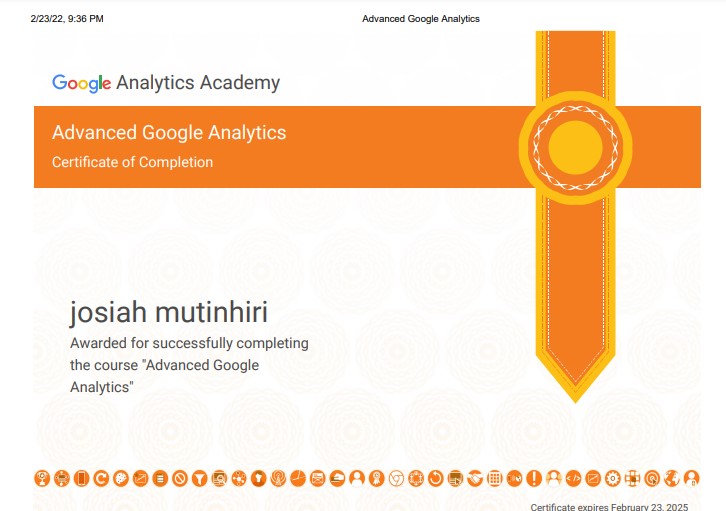 2/23/22, 9:36 PM Advanced Google Analytics
Google Analytics Academy
Advanced Google Analytics
Certificate of Completion
josiah mutinhiri
Awarded for successfully completing
the course "Advanced Google
Analytics"
Certificate expires February 23, 2025